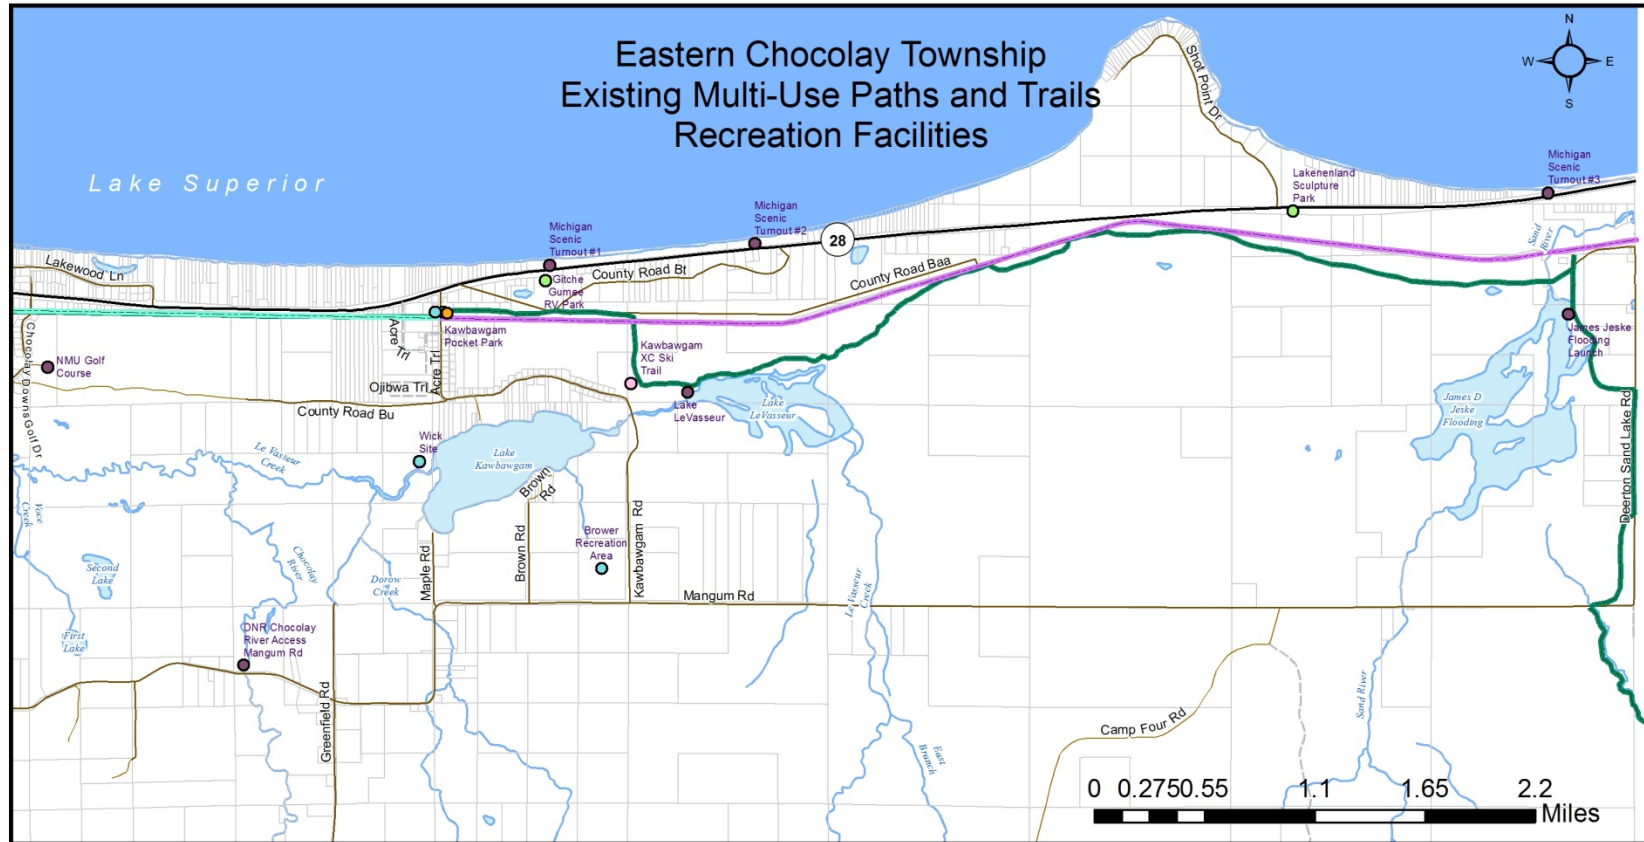 Eastern Chocolay Township
Existing Multi-Use Paths and Trails
Recreation Facilities
N
W
E
S
Lake Superior
Shot Point Dr
Michigan
Scenic
Turnout #3
Lakenenland
Sculpture
Park
Michigan
Scenic
Turnout #2
28
Michigan
Scenic
Turnout #1
Sand
River
Lakewood Ln
County Road Bt
County Road Baa
Gitche
Gumee
RV Park
Kawbawgam
Pocket Park
Acre Trl
Acre Trl
Chocolay Downs Golf Dr
NMU Golf
Course
Kawbawgam
XC Ski
Trail
James Jeske
Flooding
Launch
Ojibwa Trl
County Road Bu
Lake
LeVasseur
Lake
LeVasseur
James D
Jeske
Flooding
Deerton Sand Lake Rd
Wick
Site
Le Vasseur
Creek
Lake
Kawbawgam
Brown
Rd
Voce
Creek
Brower
Recreation
Area
Brown Rd
Kawbawgam Rd
Maple Rd
Chocolay
River
Second
Lake
Dorow
Creek
Le Vasseur
Creek
Mangum Rd
First
Lake
DNR Chocolay
River Access
Mangum Rd
Greenfield Rd
Sand River
Camp Four Rd
East
Branch
0 0.275 0.55 1.1 1.65 2.2
Miles